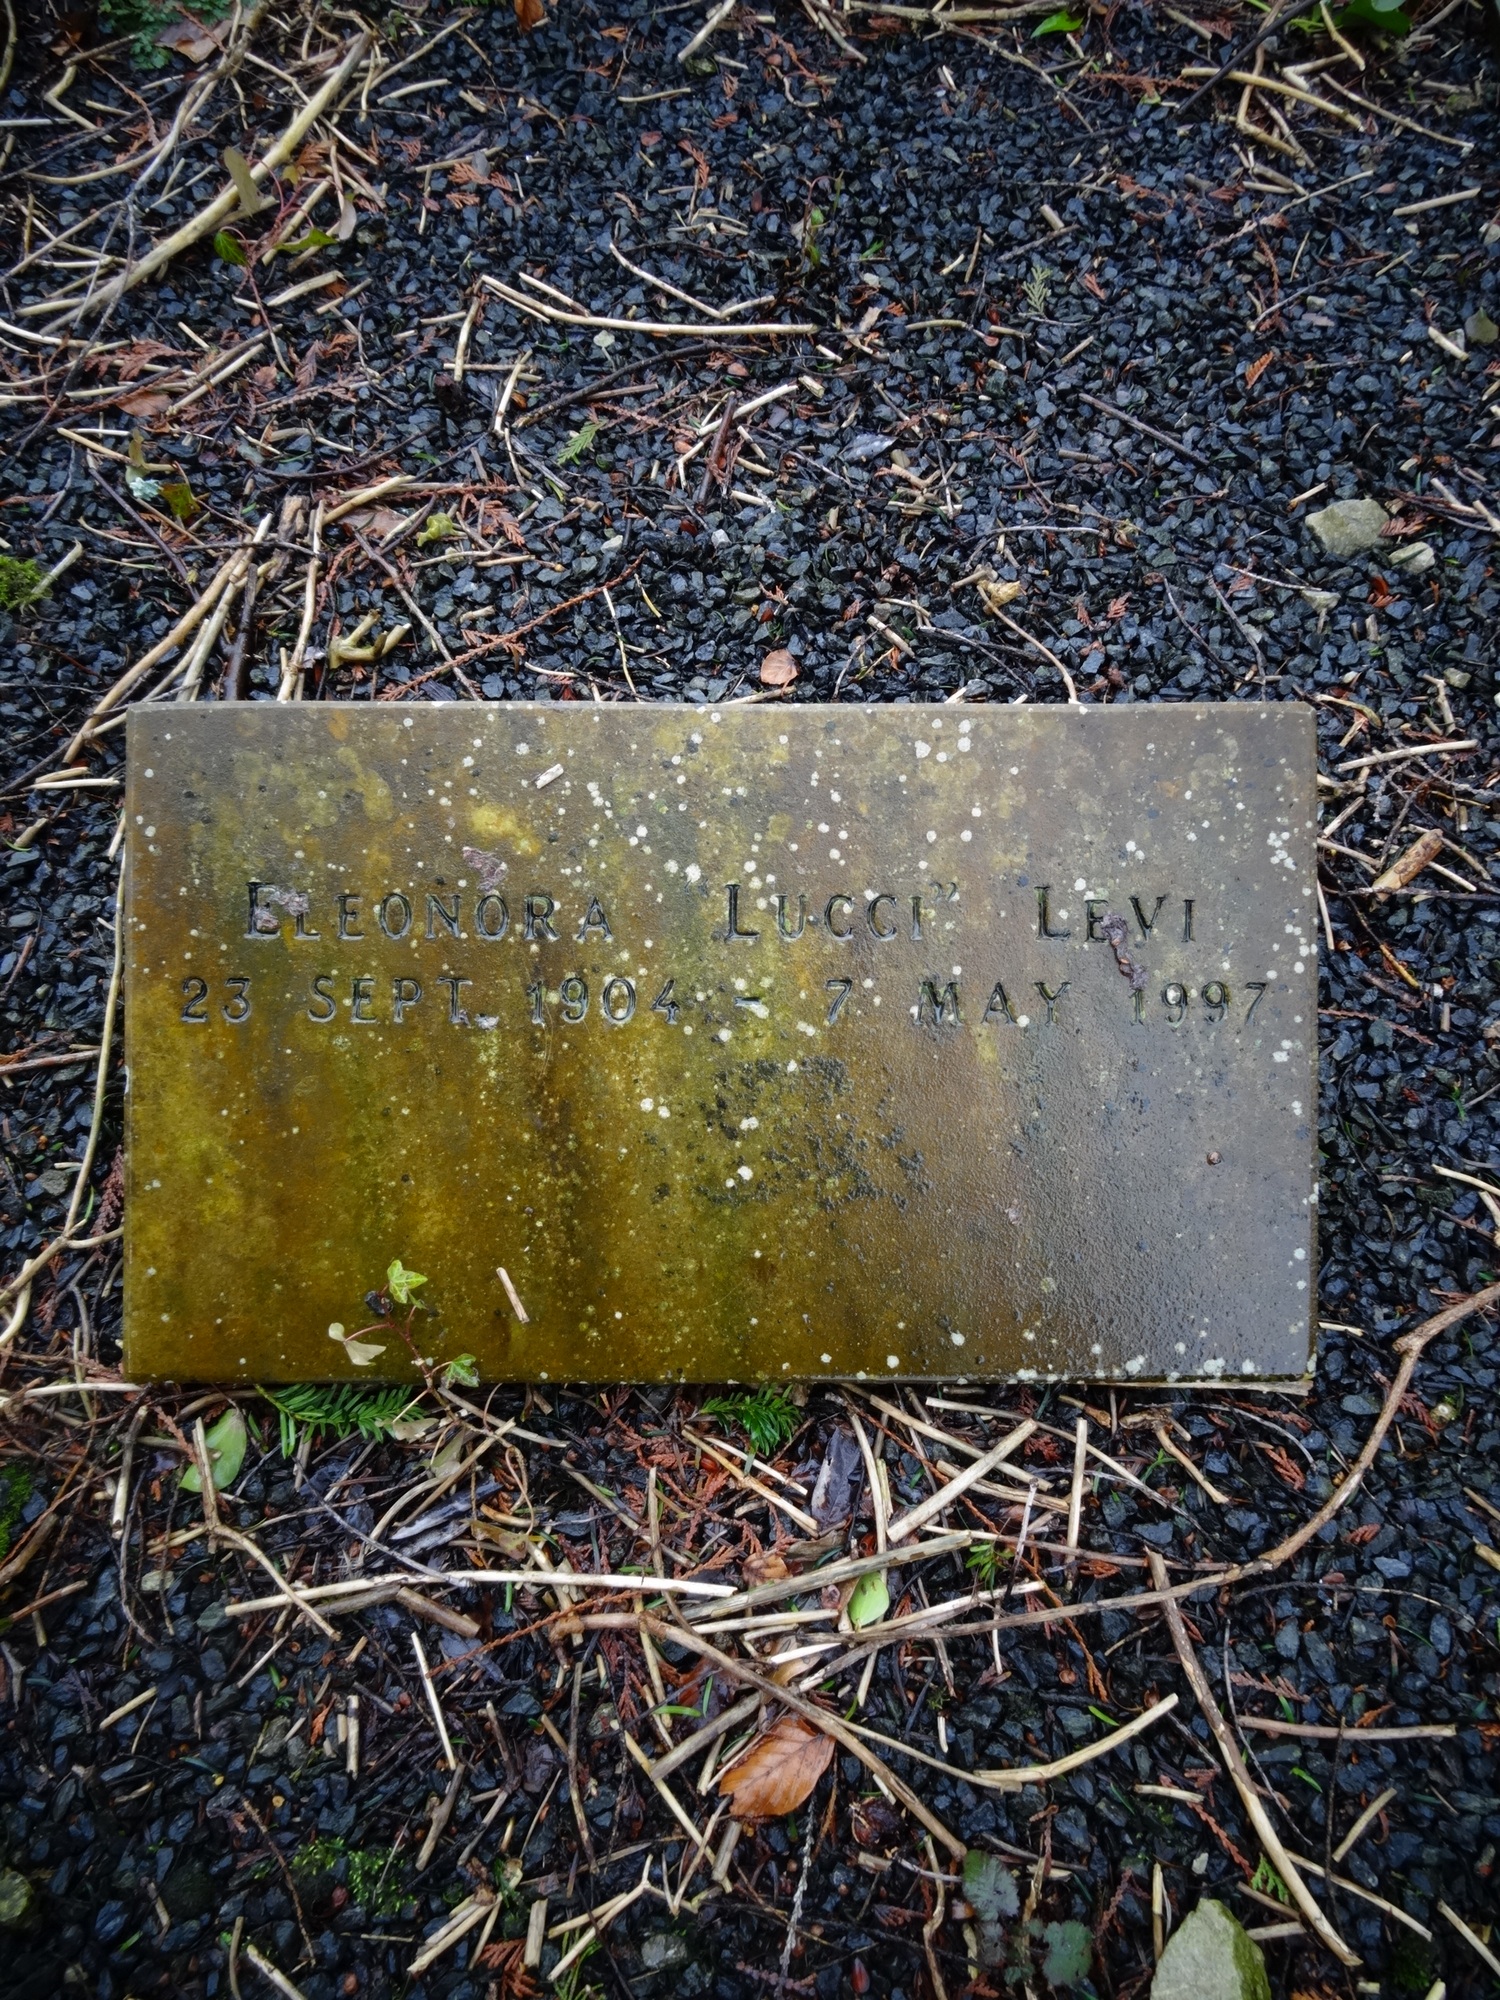 ELEONORA "LUCCI" LEVI
23 SEPT. 1904 - 7 MAY 1997